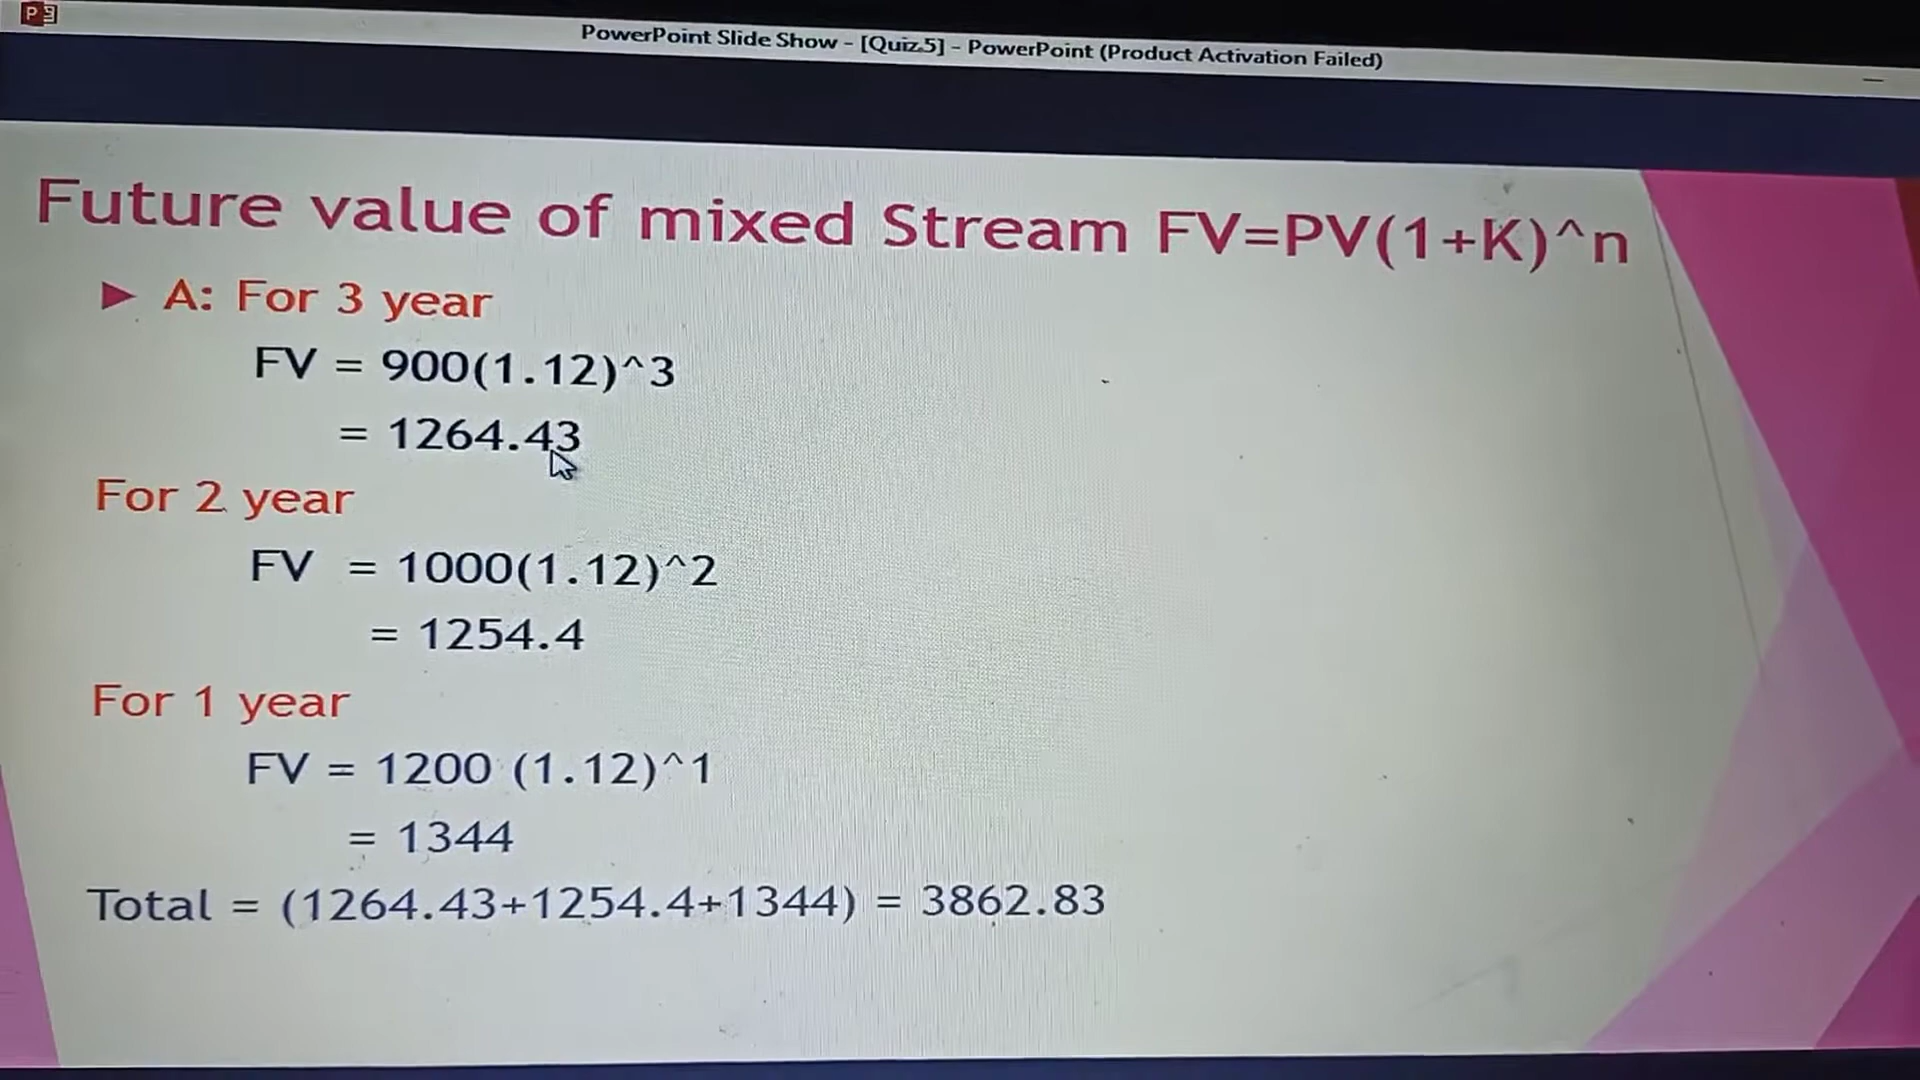 PowerPoint Slide Show - [Quiz.5] - PowerPoint (Product Activation Failed)
Future value of mixed Stream FV=PV(1+K)^n
A: For 3 year
FV = 900(1.12)^3
= 1264.43
For 2 year
FV = 1000(1.12)^2
= 1254.4
For 1 year
FV = 1200 (1.12)^1
= 1344
Total = (1264.43+1254.4+1344) = 3862.83